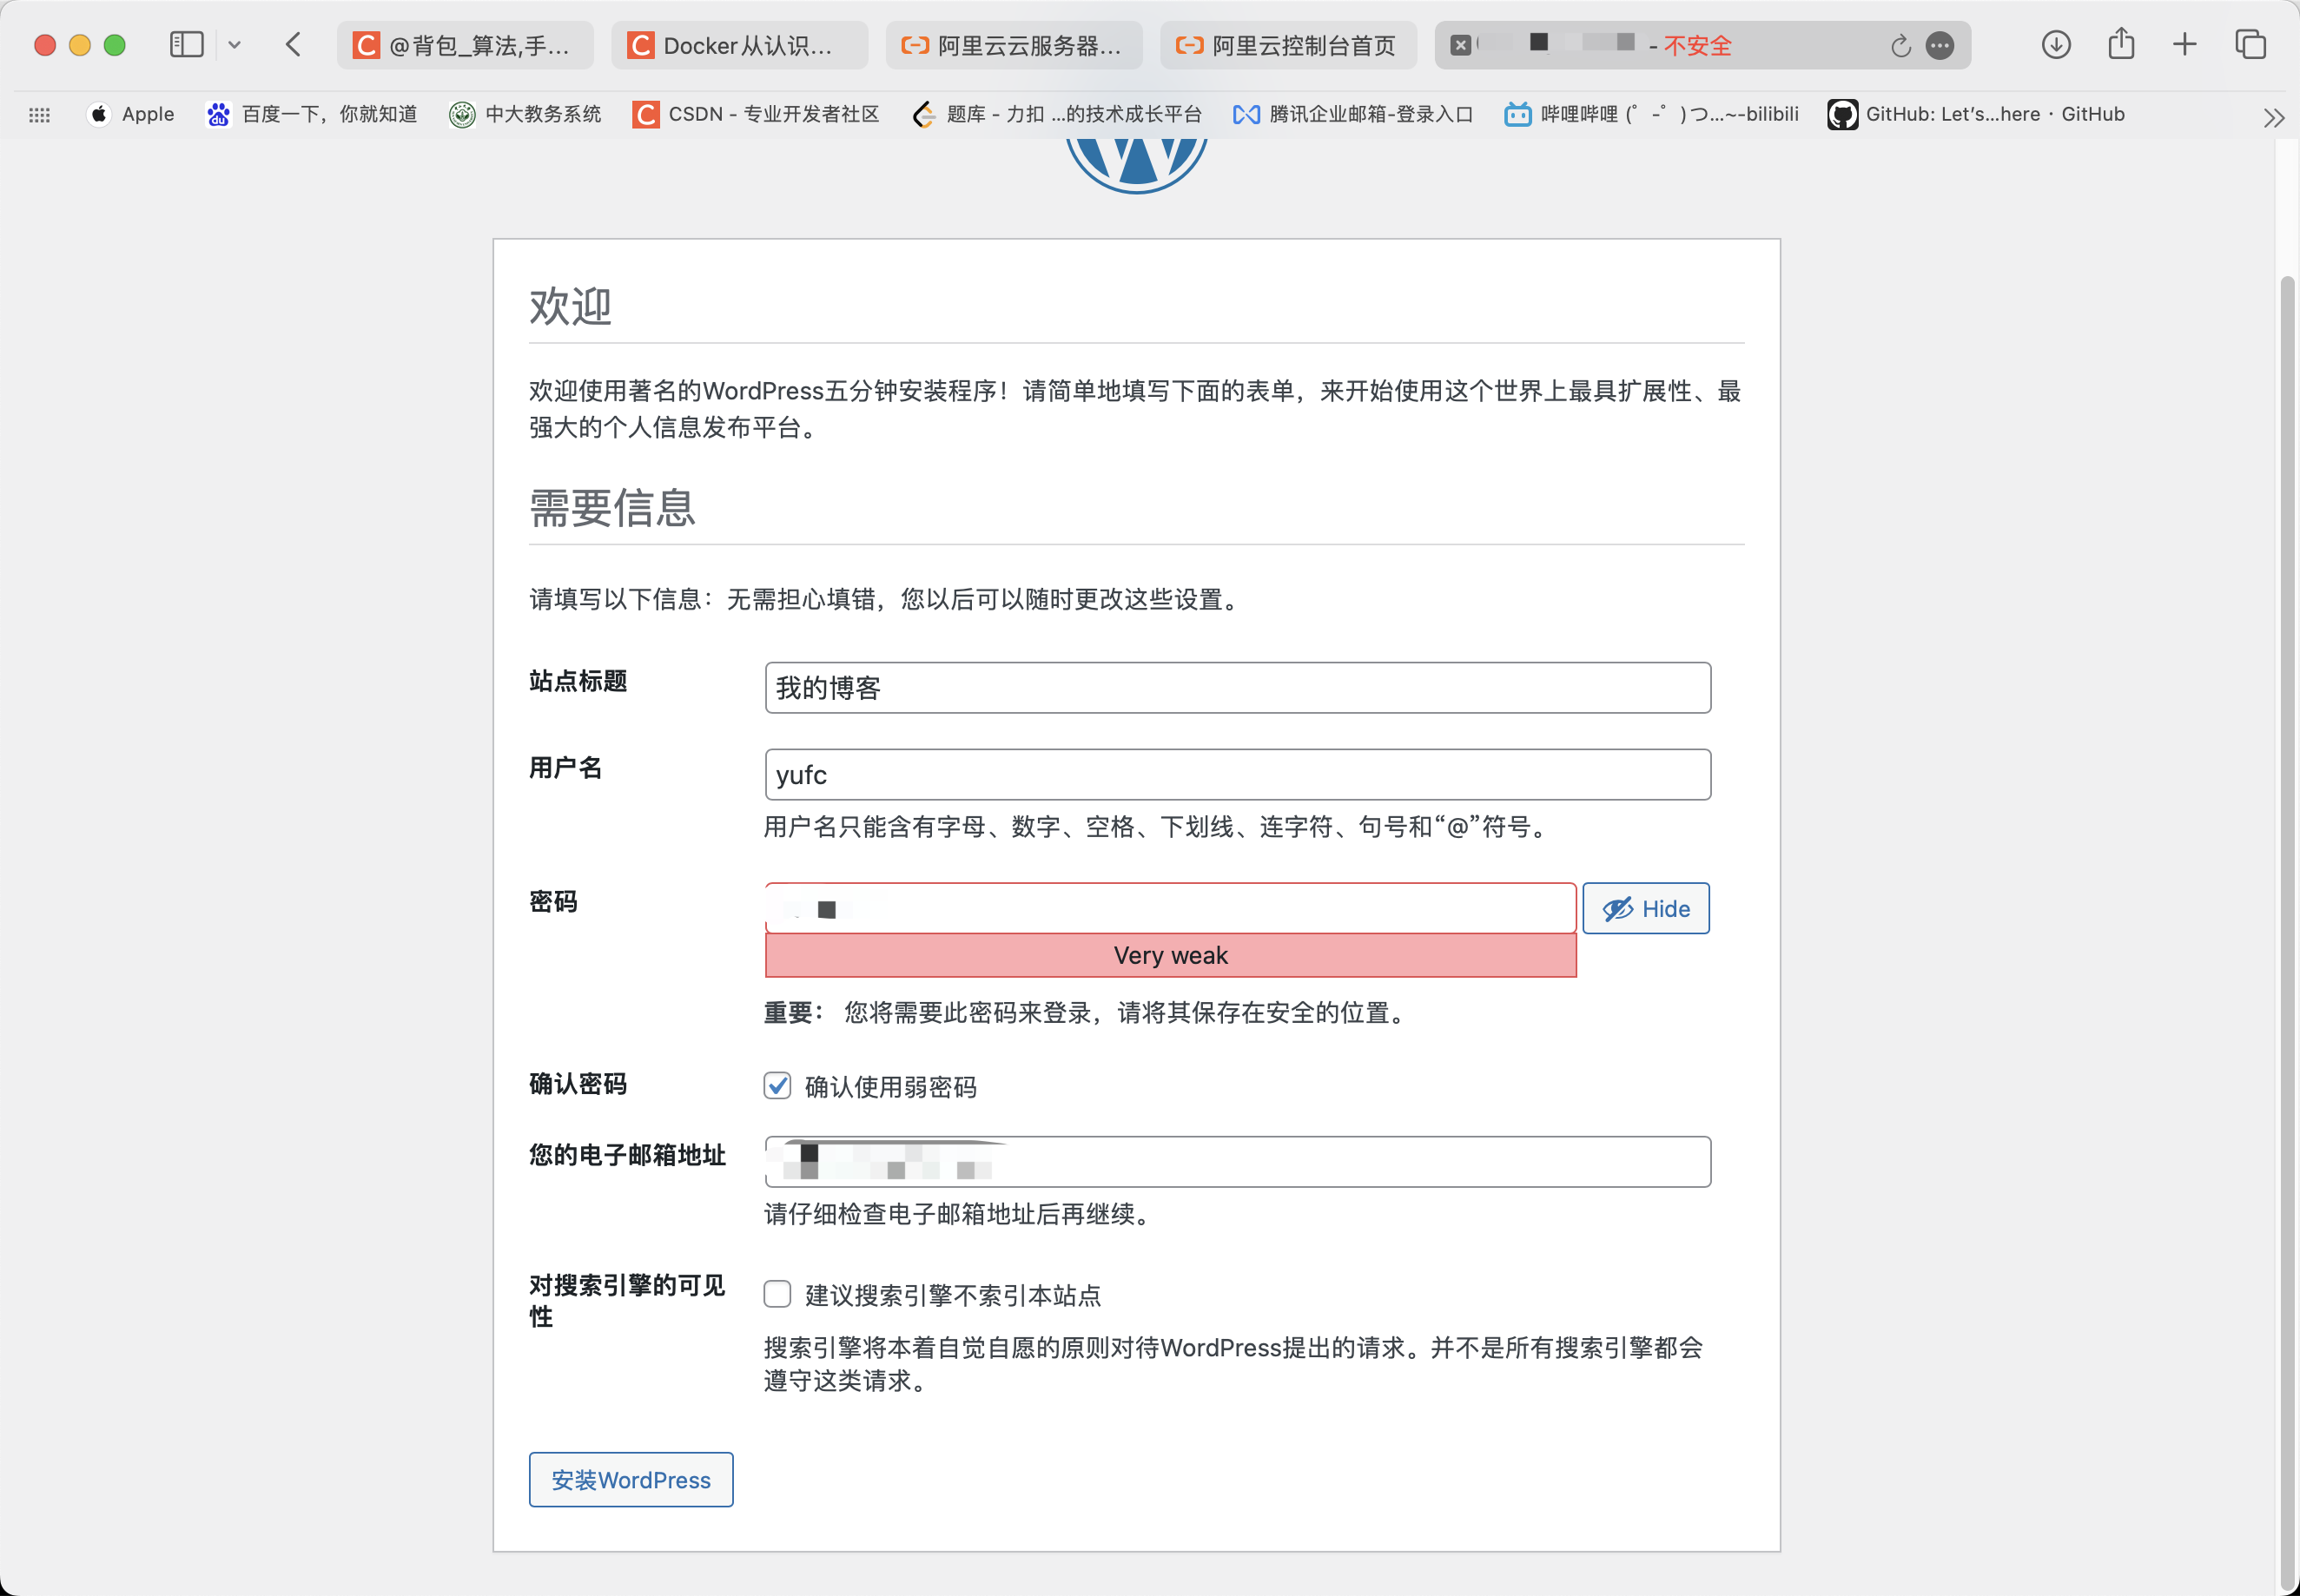 @背包_算法,手...
Docker从认识...
阿里云云服务器...
阿里云控制台首页
- 不安全
Apple
百度一下，你就知道
中大教务系统
CSDN - 专业开发者社区
题库 - 力扣 ...的技术成长平台
腾讯企业邮箱-登录入口
哔哩哔哩 (゜-゜)つ...~--bilibili
GitHub: Let's...here · GitHub
欢迎
欢迎使用著名的WordPress五分钟安装程序！请简单地填写下面的表单，来开始使用这个世界上最具扩展性、最
强大的个人信息发布平台。
需要信息
请填写以下信息：无需担心填错，您以后可以随时更改这些设置。
站点标题
我的博客
用户名
yufc
用户名只能含有字母、数字、空格、下划线、连字符、句号和“@”符号。
密码
Hide
Very weak
重要： 您将需要此密码来登录，请将其保存在安全的位置。
确认密码
确认使用弱密码
您的电子邮箱地址
请仔细检查电子邮箱地址后再继续。
对搜索引擎的可见
性
建议搜索引擎不索引本站点
搜索引擎将本着自觉自愿的原则对待WordPress提出的请求。并不是所有搜索引擎都会
遵守这类请求。
安装WordPress